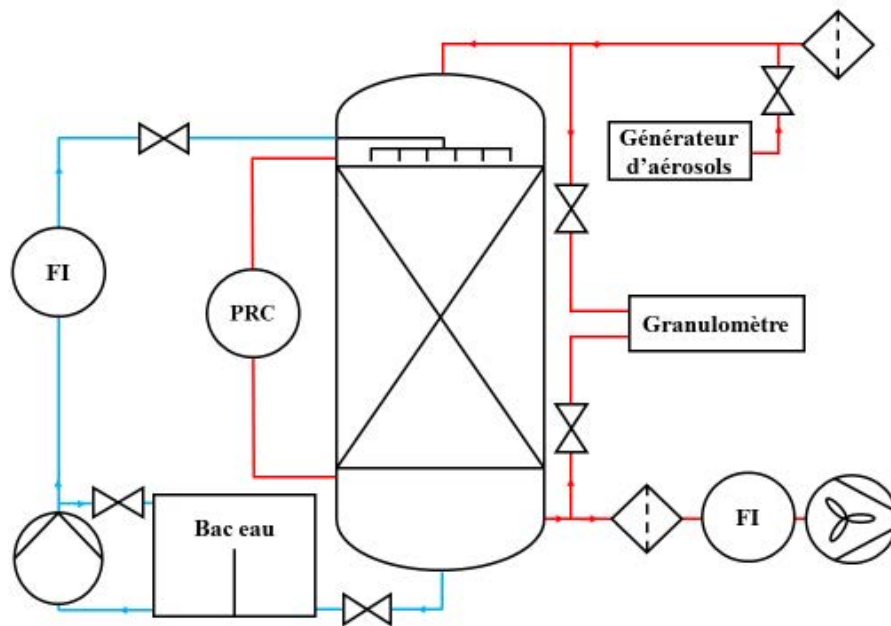 Générateur
d'aérosols
FI
PRC
Granulomètre
Bac eau
FI